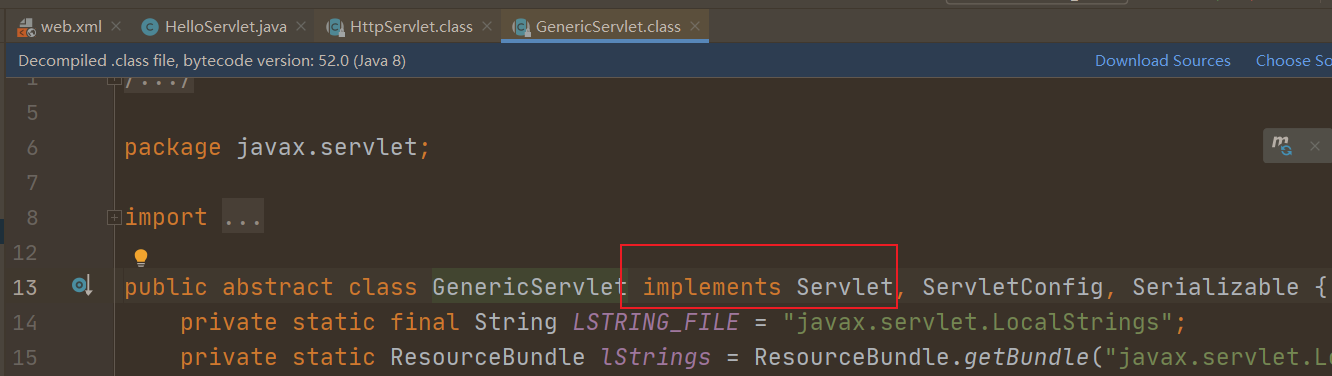 web.xml HelloServlet.java HttpServlet.class GenericServlet.class
Decompiled .class file, bytecode version: 52.0 (Java 8) Download Sources Choose So
1 /.../
5
6 package javax.servlet;
7
8 import ...
12
13 public abstract class GenericServlet implements Servlet, ServletConfig, Serializable {
14 private static final String LSTRING_FILE = "javax.servlet.LocalStrings";
15 private static ResourceBundle lStrings = ResourceBundle.getBundle("javax.servlet.Lo